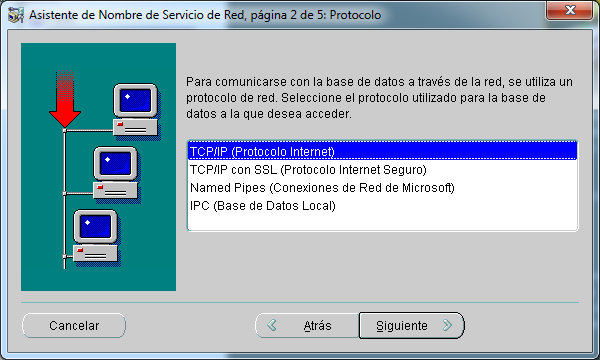 Asistente de Nombre de Servicio de Red, página 2 de 5: Protocolo
Para comunicarse con la base de datos a través de la red, se utiliza un
protocolo de red. Seleccione el protocolo utilizado para la base de
datos a la que desea acceder.
TCP/IP (Protocolo Internet)
TCP/IP con SSL (Protocolo Internet Seguro)
Named Pipes (Conexiones de Red de Microsoft)
IPC (Base de Datos Local)
Cancelar
Atrás
Siguiente